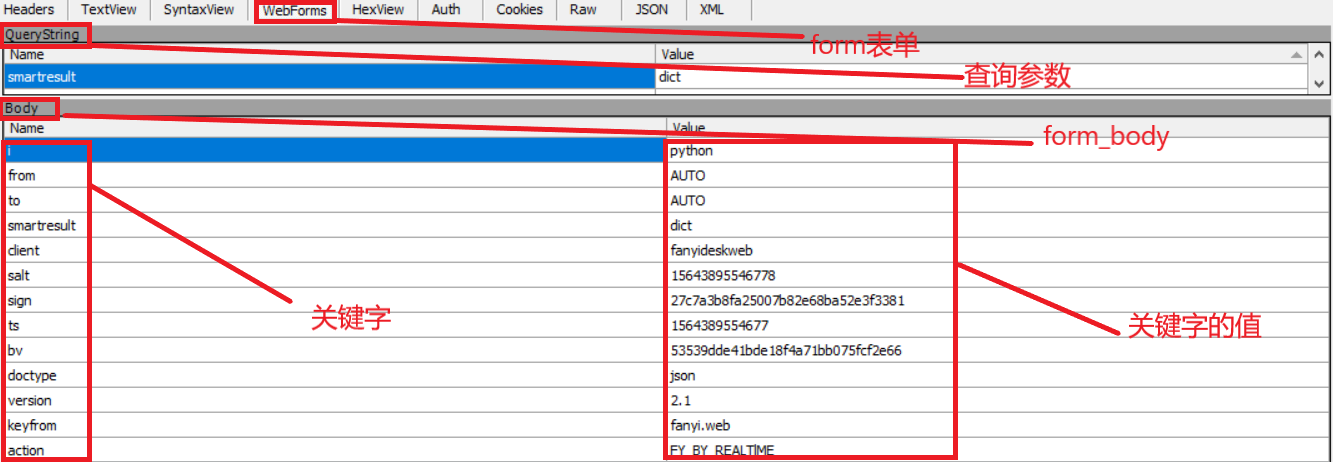 Headers TextView SyntaxView WebForms HexView Auth Cookies Raw JSON XML
QueryString
form表单
Name Value
smartresult dict
查询参数
Body
Name Value
form_body
i python
from AUTO
to AUTO
smartresult dict
client fanyideskweb
salt 15643895546778
sign 27c7a3b8fa25007b82e68ba52e3f3381
关键字
关键字的值
ts 1564389554677
bv 53539dde41bde18f4a71bb075fcf2e66
doctype json
version 2.1
keyfrom fanyi.web
action FY_BY_REALTIME